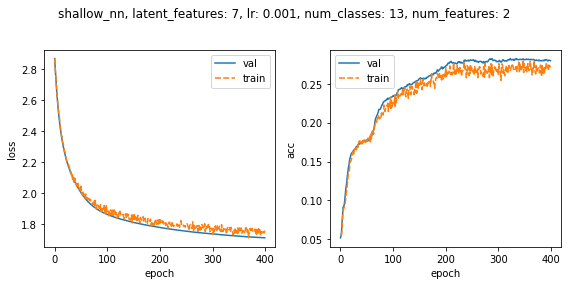 shallow_nn, latent_features: 7, lr: 0.001, num_classes: 13, num_features: 2
2.8
2.6
2.4
2.2
2.0
1.8
loss
0
100
200
300
400
epoch
val
train
0.25
0.20
0.15
0.10
0.05
acc
0
100
200
300
400
epoch
val
train